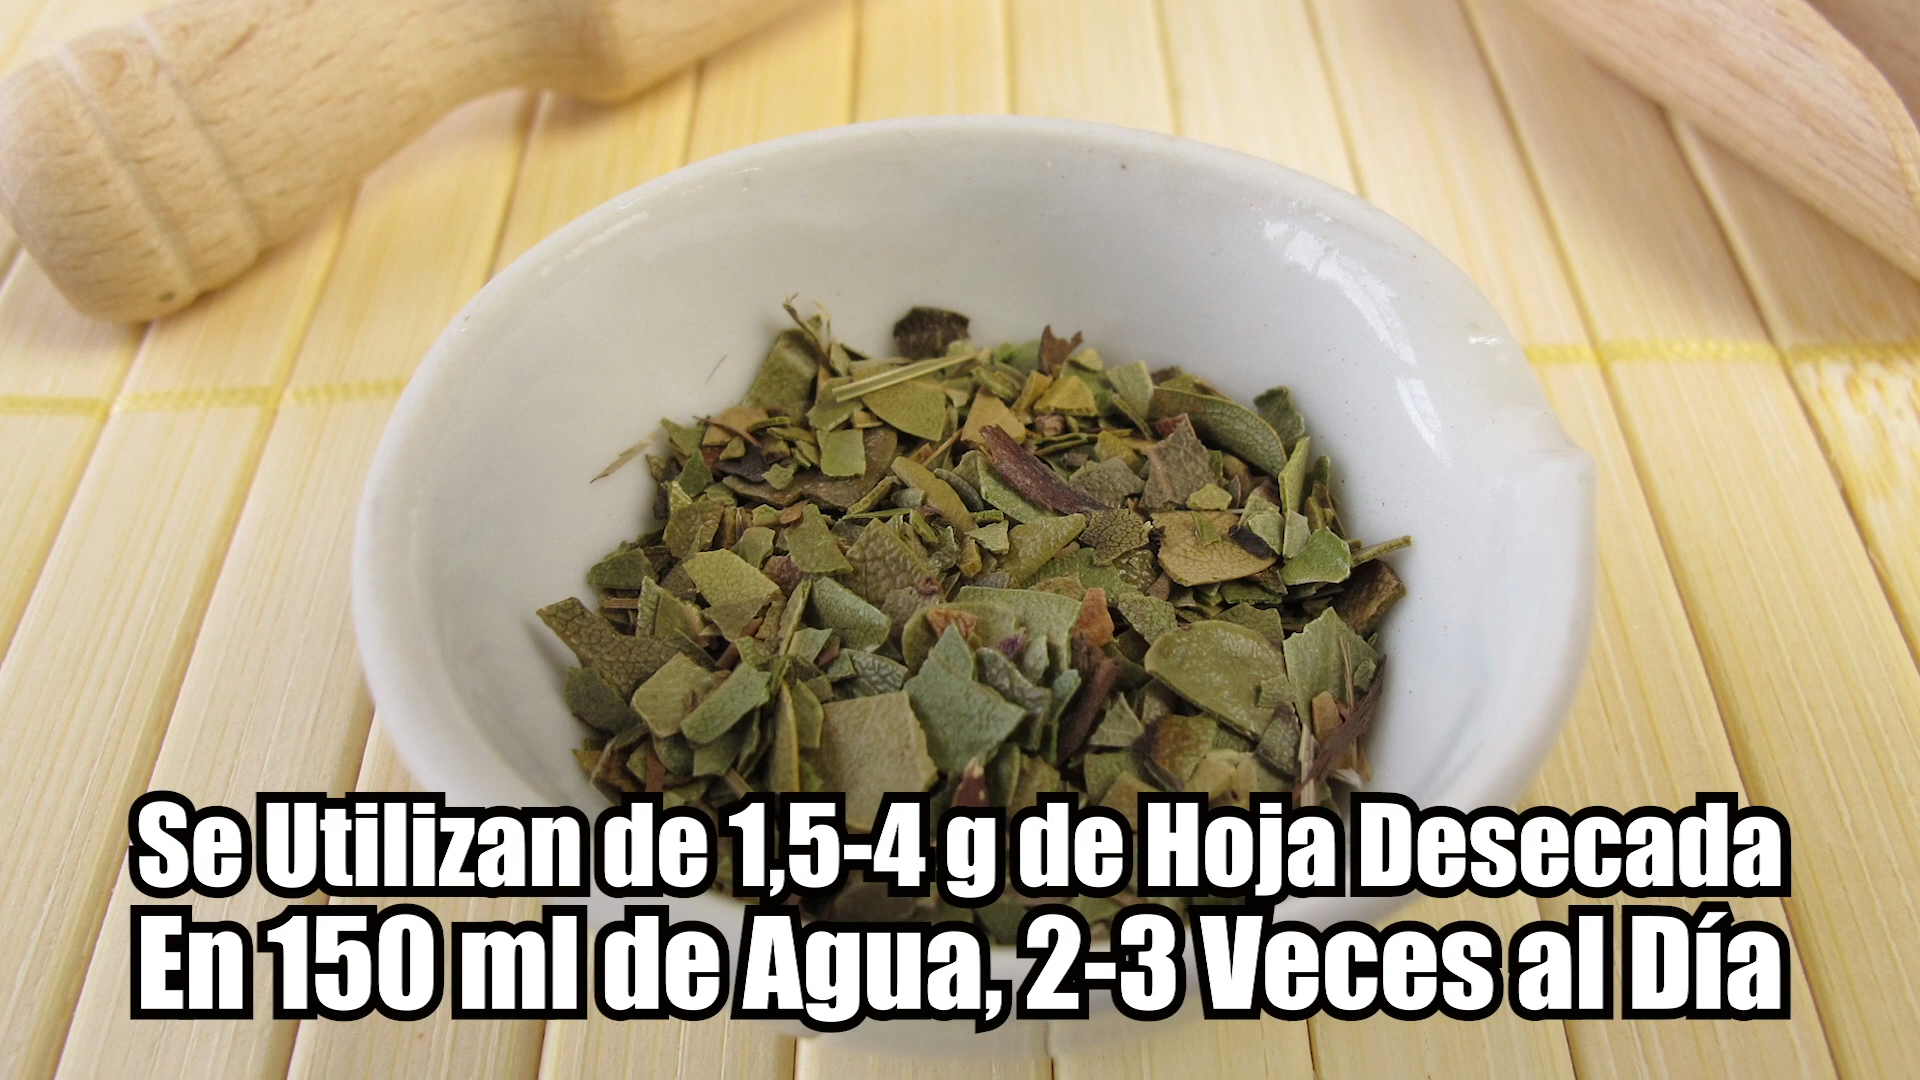 Se Utilizan de 1,5-4 g de Hoja Desecada
En 150 ml de Agua, 2-3 Veces al Día